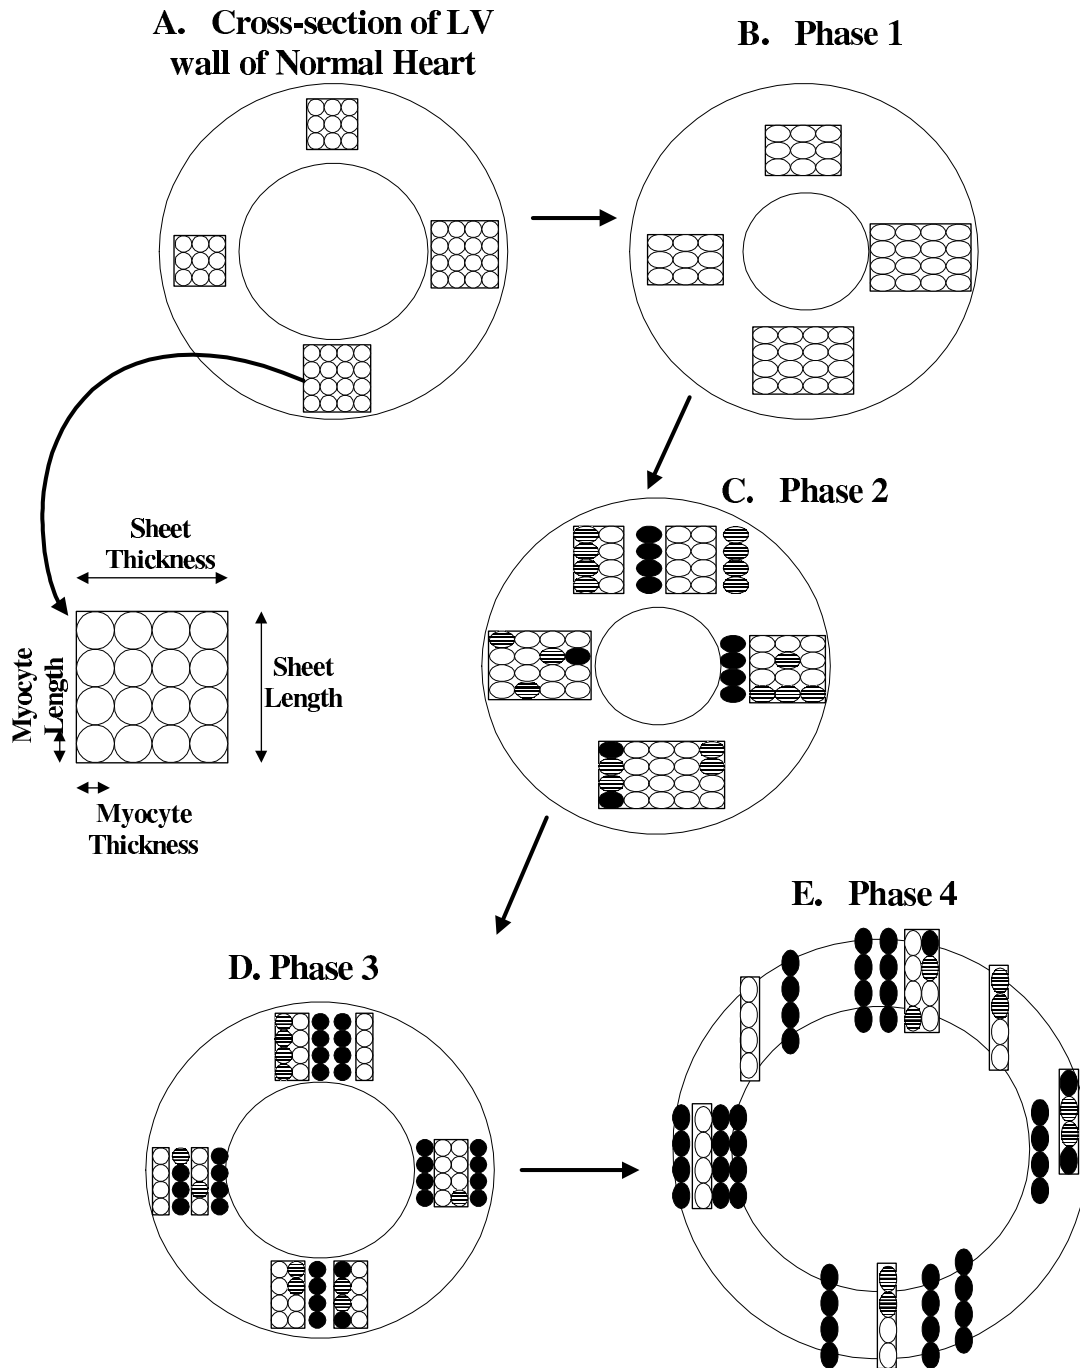 A. Cross-section of LV
wall of Normal Heart
B. Phase 1
C. Phase 2
Sheet
Thickness
Myocyte
Length
Sheet
Length
Myocyte
Thickness
D. Phase 3
E. Phase 4